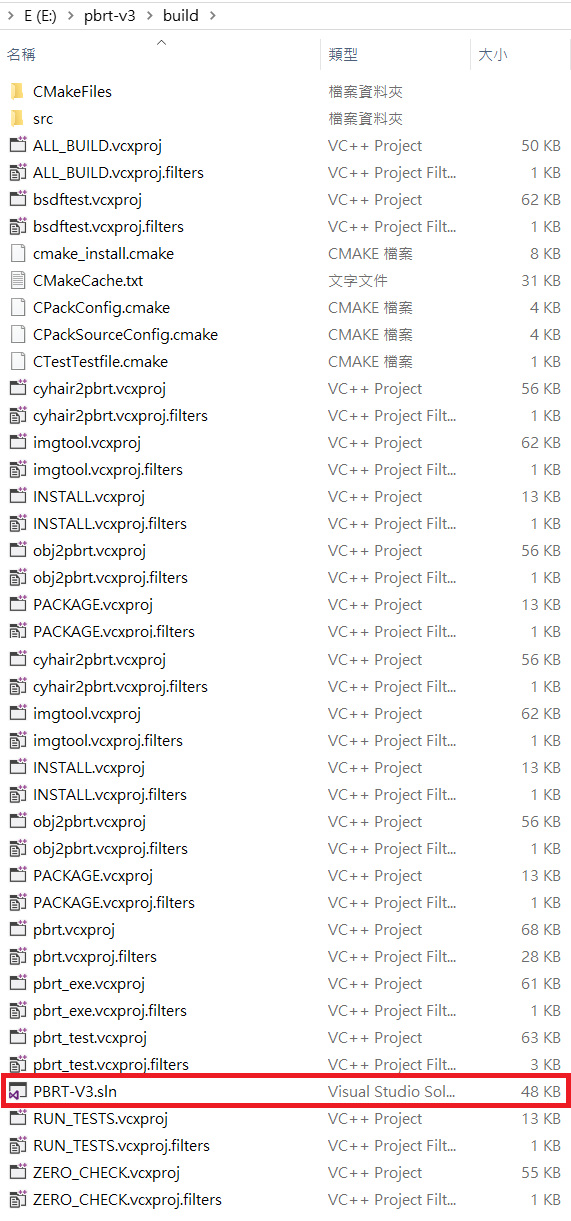 E (E:) > pbrt-v3 > build >
名稱 類型 大小
CMakeFiles 檔案資料夾
src 檔案資料夾
ALL_BUILD.vcxproj VC++ Project 50 KB
ALL_BUILD.vcxproj.filters VC++ Project Filt... 1 KB
bsdftest.vcxproj VC++ Project 62 KB
bsdftest.vcxproj.filters VC++ Project Filt... 1 KB
cmake_install.cmake CMAKE 檔案 8 KB
CMakeCache.txt 文字文件 31 KB
CPackConfig.cmake CMAKE 檔案 4 KB
CPackSourceConfig.cmake CMAKE 檔案 4 KB
CTestTestfile.cmake CMAKE 檔案 1 KB
cyhair2pbrt.vcxproj VC++ Project 56 KB
cyhair2pbrt.vcxproj.filters VC++ Project Filt... 1 KB
imgtool.vcxproj VC++ Project 62 KB
imgtool.vcxproj.filters VC++ Project Filt... 1 KB
INSTALL.vcxproj VC++ Project 13 KB
INSTALL.vcxproj.filters VC++ Project Filt... 1 KB
obj2pbrt.vcxproj VC++ Project 56 KB
obj2pbrt.vcxproj.filters VC++ Project Filt... 1 KB
PACKAGE.vcxproj VC++ Project 13 KB
PACKAGE.vcxproj.filters VC++ Project Filt... 1 KB
cyhair2pbrt.vcxproj VC++ Project 56 KB
cyhair2pbrt.vcxproj.filters VC++ Project Filt... 1 KB
imgtool.vcxproj VC++ Project 62 KB
imgtool.vcxproj.filters VC++ Project Filt... 1 KB
INSTALL.vcxproj VC++ Project 13 KB
INSTALL.vcxproj.filters VC++ Project Filt... 1 KB
obj2pbrt.vcxproj VC++ Project 56 KB
obj2pbrt.vcxproj.filters VC++ Project Filt... 1 KB
PACKAGE.vcxproj VC++ Project 13 KB
PACKAGE.vcxproj.filters VC++ Project Filt... 1 KB
pbrt.vcxproj VC++ Project 68 KB
pbrt.vcxproj.filters VC++ Project Filt... 28 KB
pbrt_exe.vcxproj VC++ Project 61 KB
pbrt_exe.vcxproj.filters VC++ Project Filt... 1 KB
pbrt_test.vcxproj VC++ Project 63 KB
pbrt_test.vcxproj.filters VC++ Project Filt... 3 KB
PBRT-V3.sln Visual Studio Sol... 48 KB
RUN_TESTS.vcxproj VC++ Project 13 KB
RUN_TESTS.vcxproj.filters VC++ Project Filt... 1 KB
ZERO_CHECK.vcxproj VC++ Project 55 KB
ZERO_CHECK.vcxproj.filters VC++ Project Filt... 1 KB